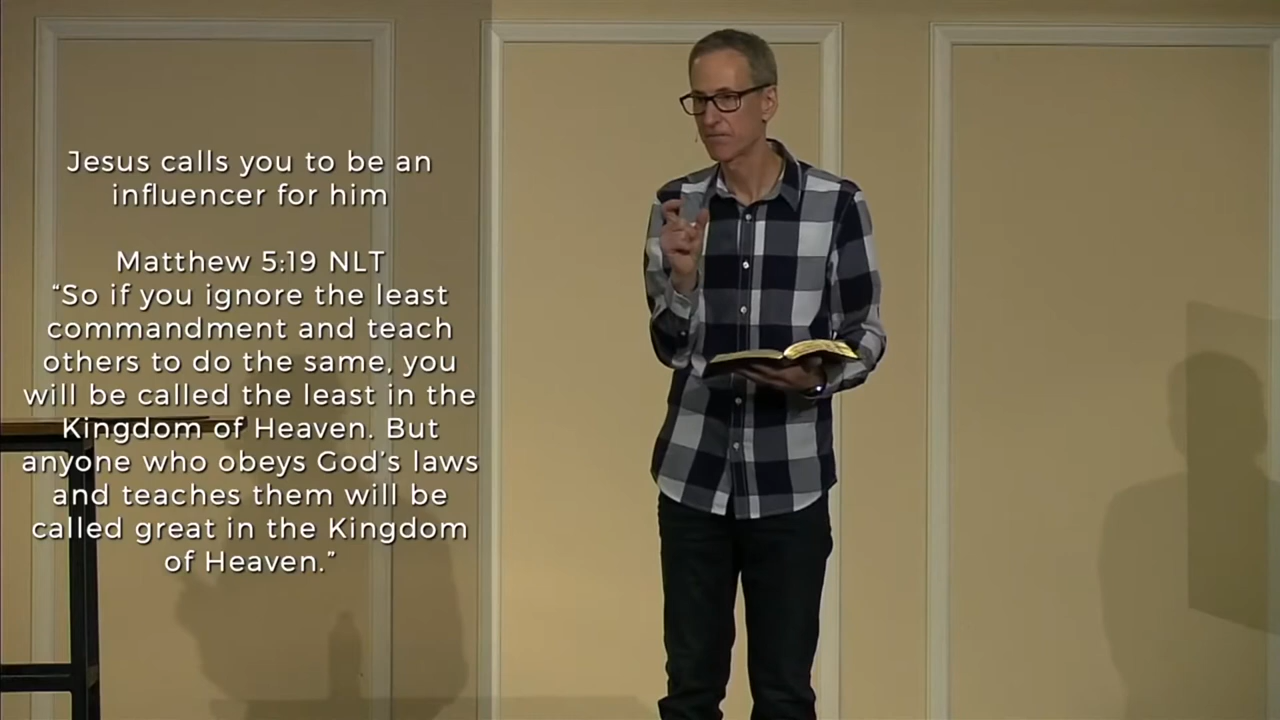 Jesus calls you to be an
influencer for him
Matthew 5:19 NLT
“So if you ignore the least
commandment and teach
others to do the same, you
will be called the least in the
Kingdom of Heaven. But
anyone who obeys God’s laws
and teaches them will be
called great in the Kingdom
of Heaven.”